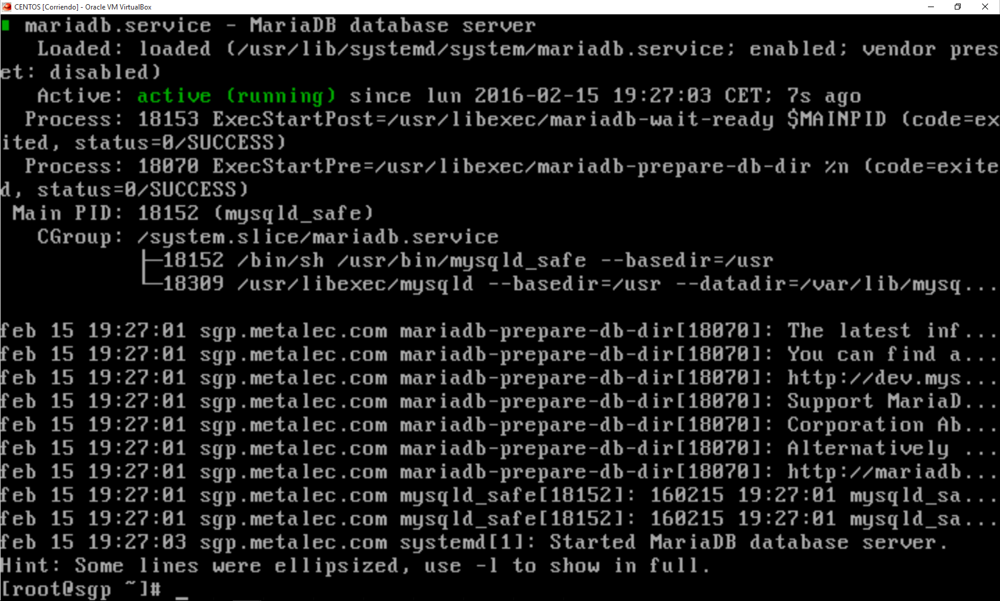 CENTOS [Corriendo] - Oracle VM VirtualBox
mariadb.service - MariaDB database server
Loaded: loaded (/usr/lib/systemd/system/mariadb.service; enabled; vendor pres
et: disabled)
Active: active (running) since lun 2016-02-15 19:27:03 CET; 7s ago
Process: 18153 ExecStartPost=/usr/libexec/mariadb-wait-ready $MAINPID (code=ex
ited, status=0/SUCCESS)
Process: 18070 ExecStartPre=/usr/libexec/mariadb-prepare-db-dir %n (code=exite
d, status=0/SUCCESS)
Main PID: 18152 (mysqld_safe)
CGroup: /system.slice/mariadb.service
├─18152 /bin/sh /usr/bin/mysqld_safe --basedir=/usr
└─18309 /usr/libexec/mysqld --basedir=/usr --datadir=/var/lib/mysq...
feb 15 19:27:01 sgp.metalec.com mariadb-prepare-db-dir[18070]: The latest inf...
feb 15 19:27:01 sgp.metalec.com mariadb-prepare-db-dir[18070]: You can find a...
feb 15 19:27:01 sgp.metalec.com mariadb-prepare-db-dir[18070]: http://dev.mys...
feb 15 19:27:01 sgp.metalec.com mariadb-prepare-db-dir[18070]: Support MariaD...
feb 15 19:27:01 sgp.metalec.com mariadb-prepare-db-dir[18070]: Corporation Ab...
feb 15 19:27:01 sgp.metalec.com mariadb-prepare-db-dir[18070]: Alternatively ...
feb 15 19:27:01 sgp.metalec.com mariadb-prepare-db-dir[18070]: http://mariadb...
feb 15 19:27:01 sgp.metalec.com mysqld_safe[18152]: 160215 19:27:01 mysqld_sa...
feb 15 19:27:01 sgp.metalec.com mysqld_safe[18152]: 160215 19:27:01 mysqld_sa...
feb 15 19:27:03 sgp.metalec.com systemd[1]: Started MariaDB database server.
Hint: Some lines were ellipsized, use -l to show in full.
[root@sgp ~]# _